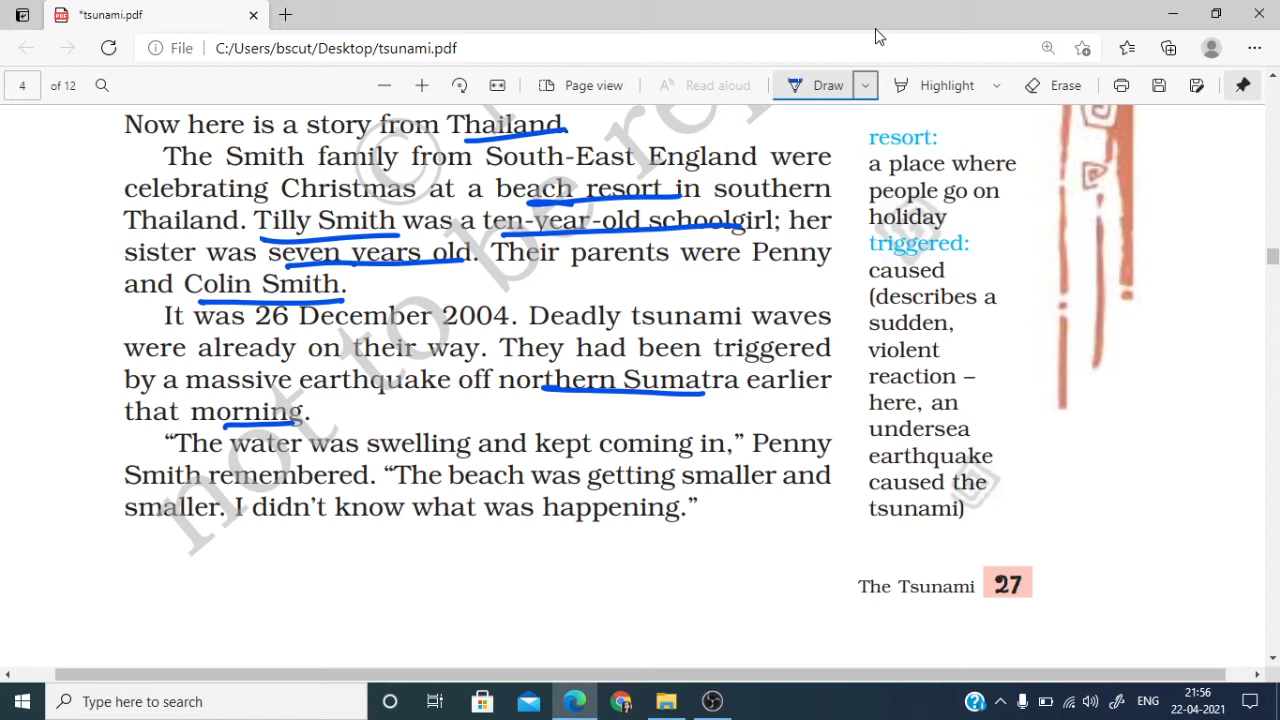 *tsunami.pdf
File
C:/Users/bscut/Desktop/tsunami.pdf
4 of 12
Page view
Read aloud
Draw
Highlight
Erase
Now here is a story from Thailand.
The Smith family from South-East England were
celebrating Christmas at a beach resort in southern
Thailand. Tilly Smith was a ten-year-old schoolgirl; her
sister was seven years old. Their parents were Penny
and Colin Smith.
It was 26 December 2004. Deadly tsunami waves
were already on their way. They had been triggered
by a massive earthquake off northern Sumatra earlier
that morning.
“The water was swelling and kept coming in,” Penny
Smith remembered. “The beach was getting smaller and
smaller. I didn’t know what was happening.”
resort:
a place where
people go on
holiday
triggered:
caused
(describes a
sudden,
violent
reaction –
here, an
undersea
earthquake
caused the
tsunami)
The Tsunami 27
not to be re
©
Type here to search
ENG
21:56
22-04-2021